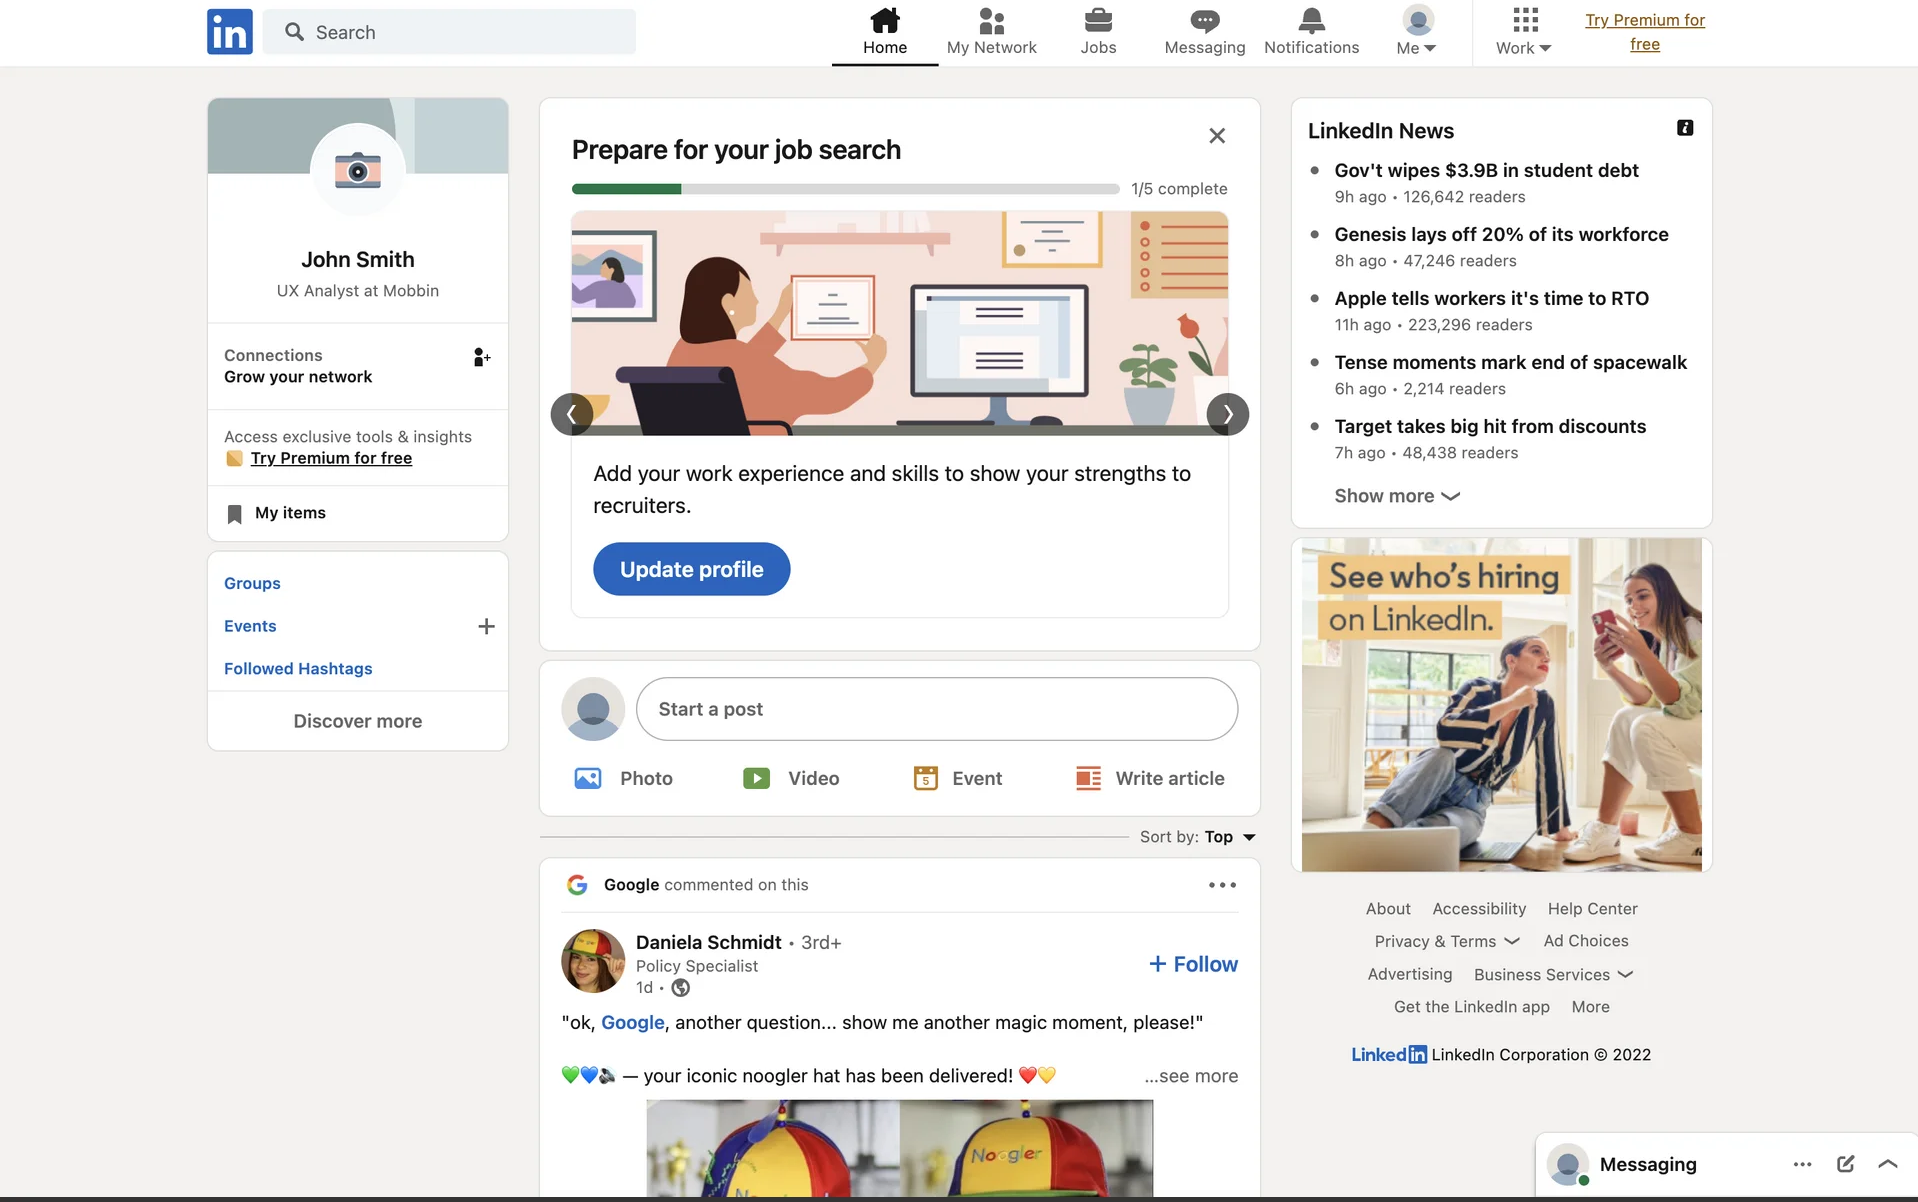 in
Search
Home
My Network
Jobs
Messaging
Notifications
Me
Work
Try Premium for
free
John Smith
UX Analyst at Mobbin
Connections
Grow your network
Access exclusive tools & insights
Try Premium for free
My items
Groups
Events
Followed Hashtags
Discover more
Prepare for your job search
1/5 complete
Add your work experience and skills to show your strengths to
recruiters.
Update profile
Start a post
Photo
Video
5
Event
Write article
Sort by: Top
Google commented on this
Daniela Schmidt • 3rd+
Policy Specialist
1d •
+ Follow
"ok, Google, another question... show me another magic moment, please!"
💚💙🔈 — your iconic noogler hat has been delivered! ❤️💛
...see more
Noogler
LinkedIn News
Gov't wipes $3.9B in student debt
9h ago • 126,642 readers
Genesis lays off 20% of its workforce
8h ago • 47,246 readers
Apple tells workers it's time to RTO
11h ago • 223,296 readers
Tense moments mark end of spacewalk
6h ago • 2,214 readers
Target takes big hit from discounts
7h ago • 48,438 readers
Show more
See who's hiring
on LinkedIn.
About Accessibility Help Center
Privacy & Terms Ad Choices
Advertising Business Services
Get the LinkedIn app More
LinkedIn LinkedIn Corporation © 2022
Messaging